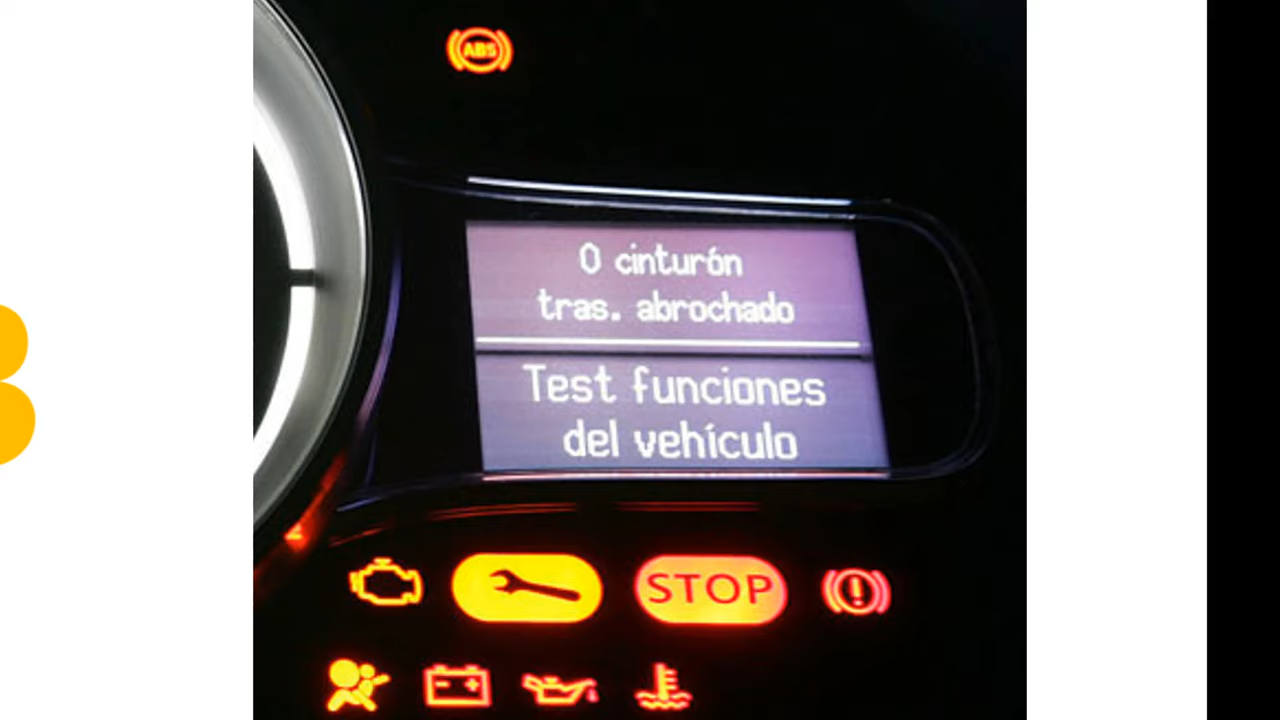 ABS
0 cinturón
tras. abrochado
Test funciones
del vehículo
STOP